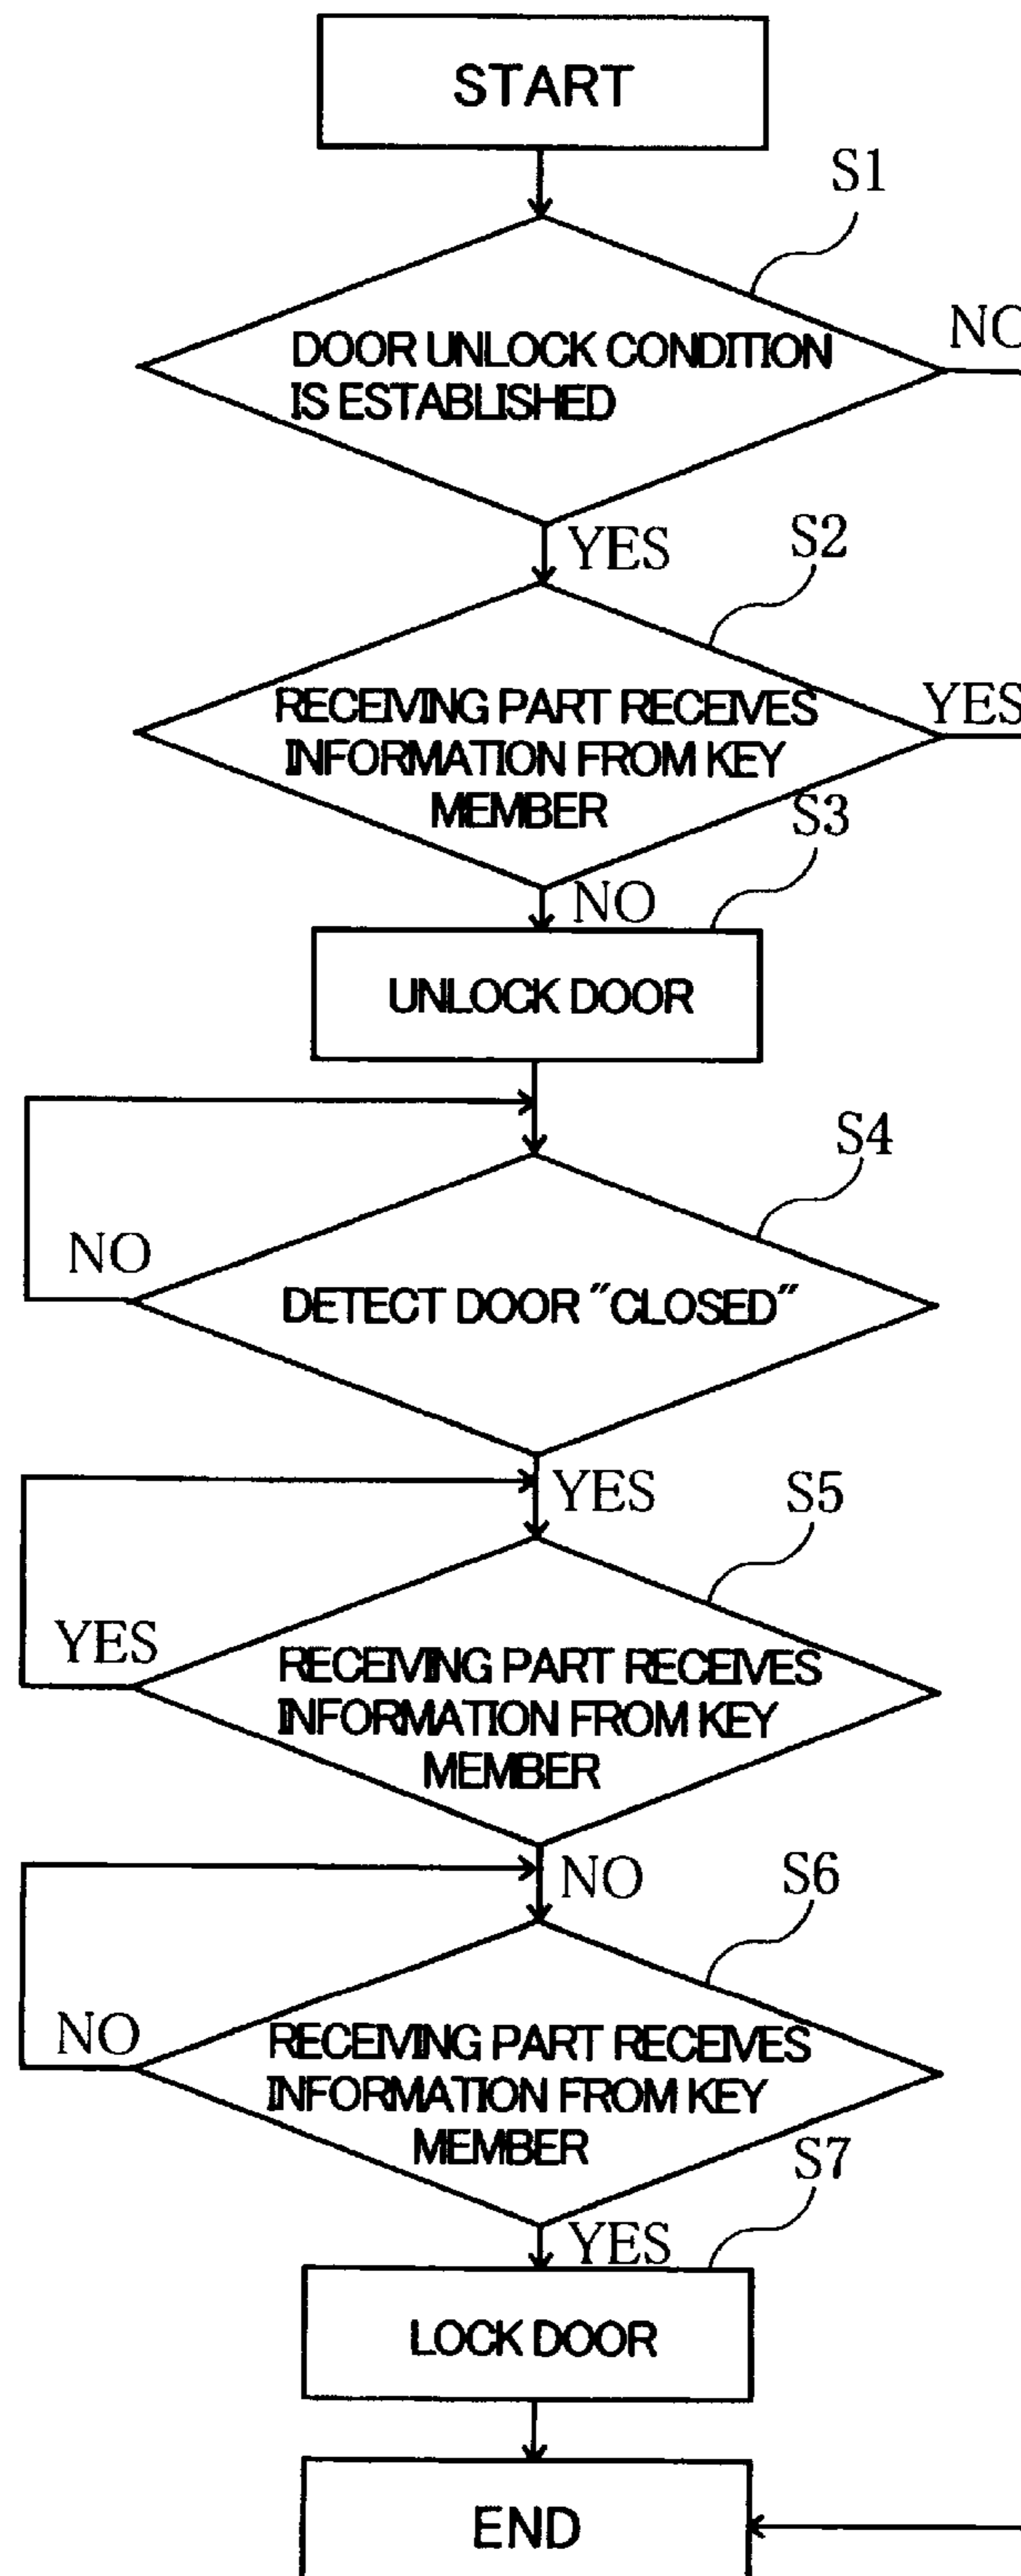 START
S1
DOOR UNLOCK CONDITION
IS ESTABLISHED
NO
YES
S2
RECEIVING PART RECEIVES
INFORMATION FROM KEY
MEMBER
YES
S3
NO
UNLOCK DOOR
S4
NO
DETECT DOOR "CLOSED"
YES
S5
YES
RECEIVING PART RECEIVES
INFORMATION FROM KEY
MEMBER
NO
S6
NO
RECEIVING PART RECEIVES
INFORMATION FROM KEY
MEMBER
S7
YES
LOCK DOOR
END